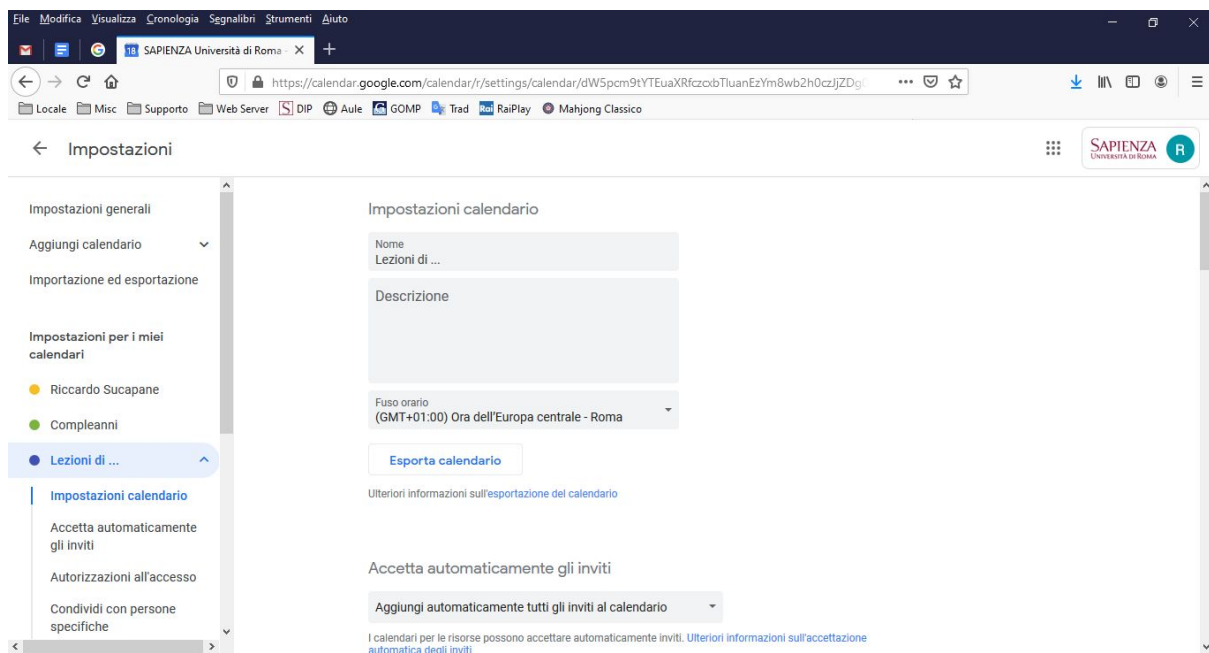 File Modifica Visualizza Cronologia Segnalibri Strumenti Aiuto
18 SAPIENZA Università di Roma -
https://calendar.google.com/calendar/r/settings/calendar/
Locale Misc Supporto Web Server DIP Aule GOMP Trad Rai RaiPlay Mahjong Classico
Impostazioni
SAPIENZA
UNIVERSITÀ DI ROMA
R
Impostazioni generali
Aggiungi calendario
Importazione ed esportazione
Impostazioni per i miei
calendari
Riccardo Sucapane
Compleanni
Lezioni di ...
Impostazioni calendario
Accetta automaticamente
gli inviti
Autorizzazioni all'accesso
Condividi con persone
specifiche
Impostazioni calendario
Nome
Lezioni di ...
Descrizione
Fuso orario
(GMT+01:00) Ora dell'Europa centrale - Roma
Esporta calendario
Ulteriori informazioni sull'esportazione del calendario
Accetta automaticamente gli inviti
Aggiungi automaticamente tutti gli inviti al calendario
I calendari per le risorse possono accettare automaticamente inviti. Ulteriori informazioni sull'accettazione
automatica degli inviti